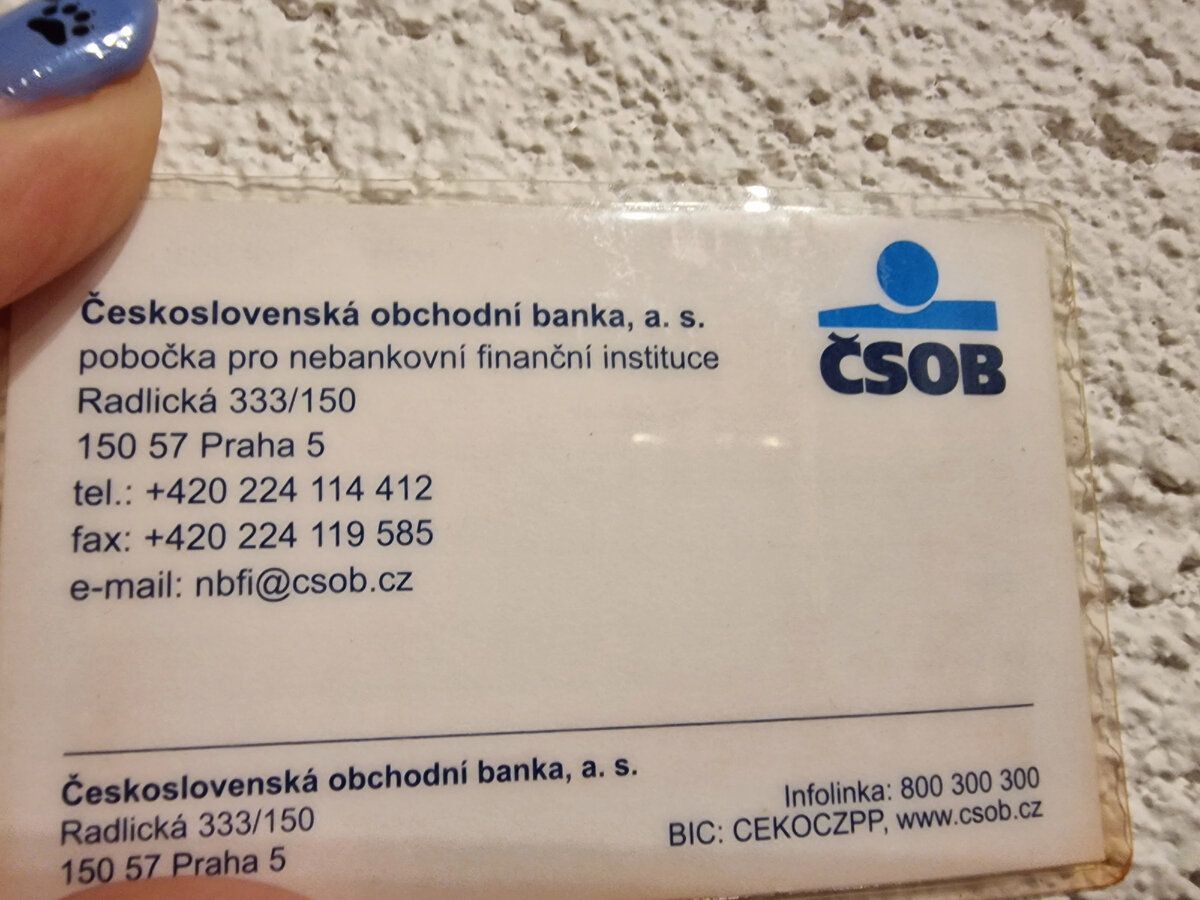 Československá obchodní banka, a. s.
pobočka pro nebankovní finanční instituce
Radlická 333/150
150 57 Praha 5
tel.: +420 224 114 412
fax: +420 224 119 585
e-mail: nbfi@csob.cz
ČSOB
Československá obchodní banka, a. s.
Radlická 333/150
150 57 Praha 5
Infolinka: 800 300 300
BIC: CEKOCZPP, www.csob.cz